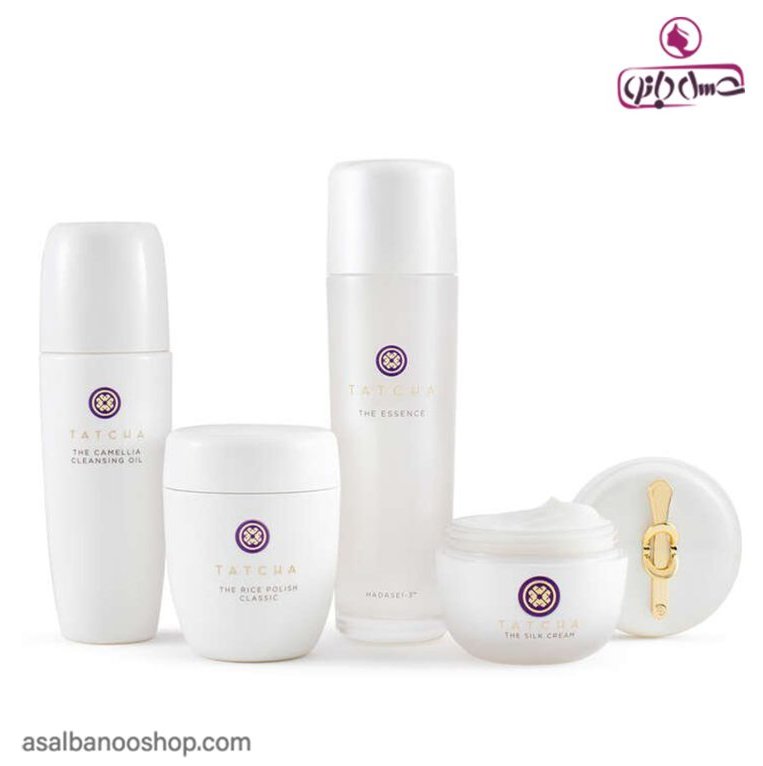 عسل بانو
TATCHA
THE CAMELLIA
CLEANSING OIL
TATCHA
THE RICE POLISH
CLASSIC
TATCHA
THE ESSENCE
HADASEI-3™
TATCHA
THE SILK CREAM
asalbanooshop.com